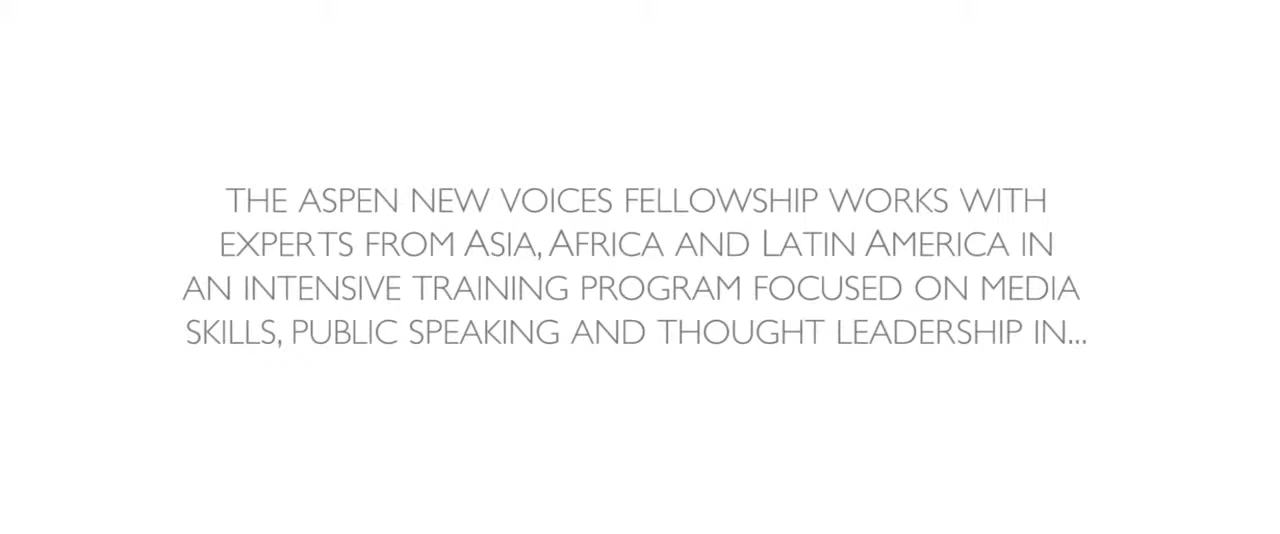 THE ASPEN NEW VOICES FELLOWSHIP WORKS WITH
EXPERTS FROM ASIA, AFRICA AND LATIN AMERICA IN
AN INTENSIVE TRAINING PROGRAM FOCUSED ON MEDIA
SKILLS, PUBLIC SPEAKING AND THOUGHT LEADERSHIP IN...